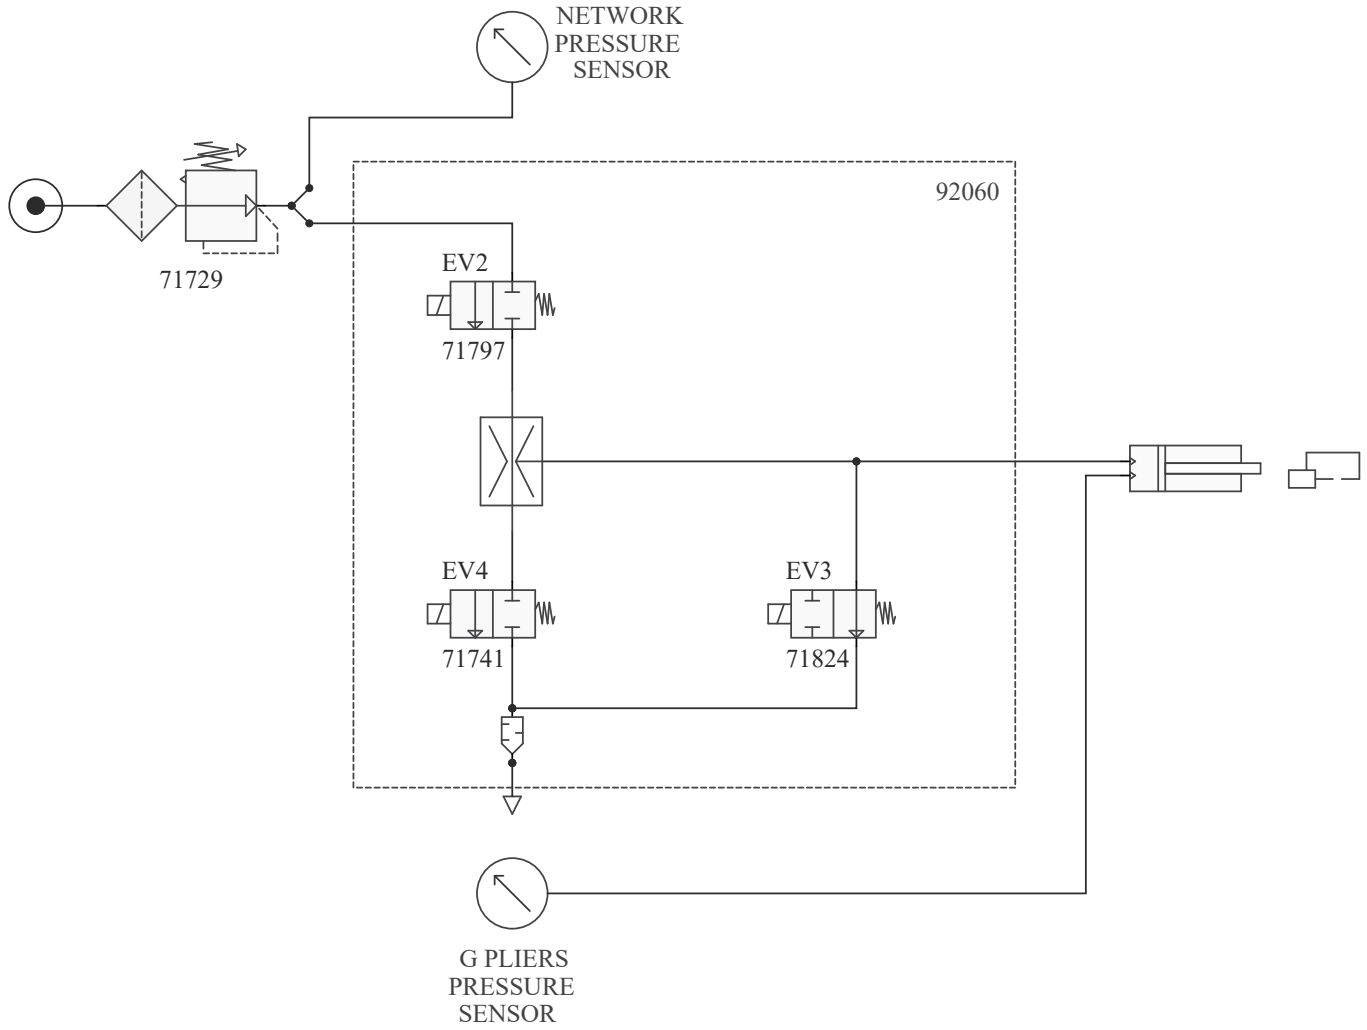 NETWORK
PRESSURE
SENSOR
92060
71729
EV2
71797
EV4
71741
EV3
71824
G PLIERS
PRESSURE
SENSOR